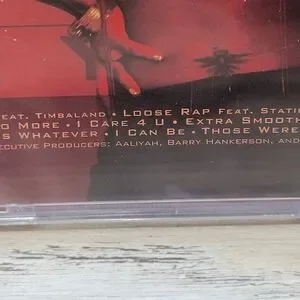 EAT. TIMBALAND • LOOSE RAP FEAT. STATI
O MORE • I CARE 4 U • EXTRA SMOOTH
S WHATEVER • I CAN BE • THOSE WERE
ECUTIVE PRODUCERS: AALIYAH, BARRY HANKERSON, AND